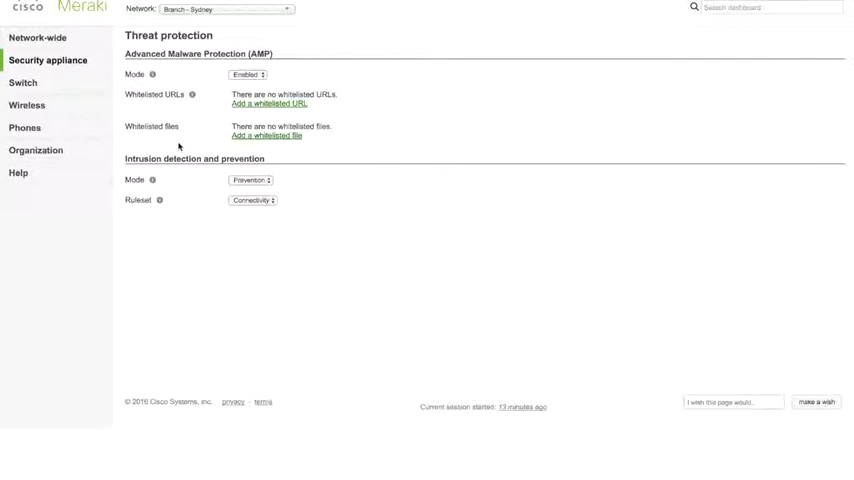 CISCO Meraki Network: Branch - Sydney Search dashboard
Network-wide
Security appliance
Switch
Wireless
Phones
Organization
Help
Threat protection
Advanced Malware Protection (AMP)
Mode Enabled
Whitelisted URLs There are no whitelisted URLs.
Add a whitelisted URL
Whitelisted files There are no whitelisted files.
Add a whitelisted file
Intrusion detection and prevention
Mode Prevention
Ruleset Connectivity
© 2016 Cisco Systems, Inc. privacy - terms
Current session started: 13 minutes ago
I wish this page would.. make a wish